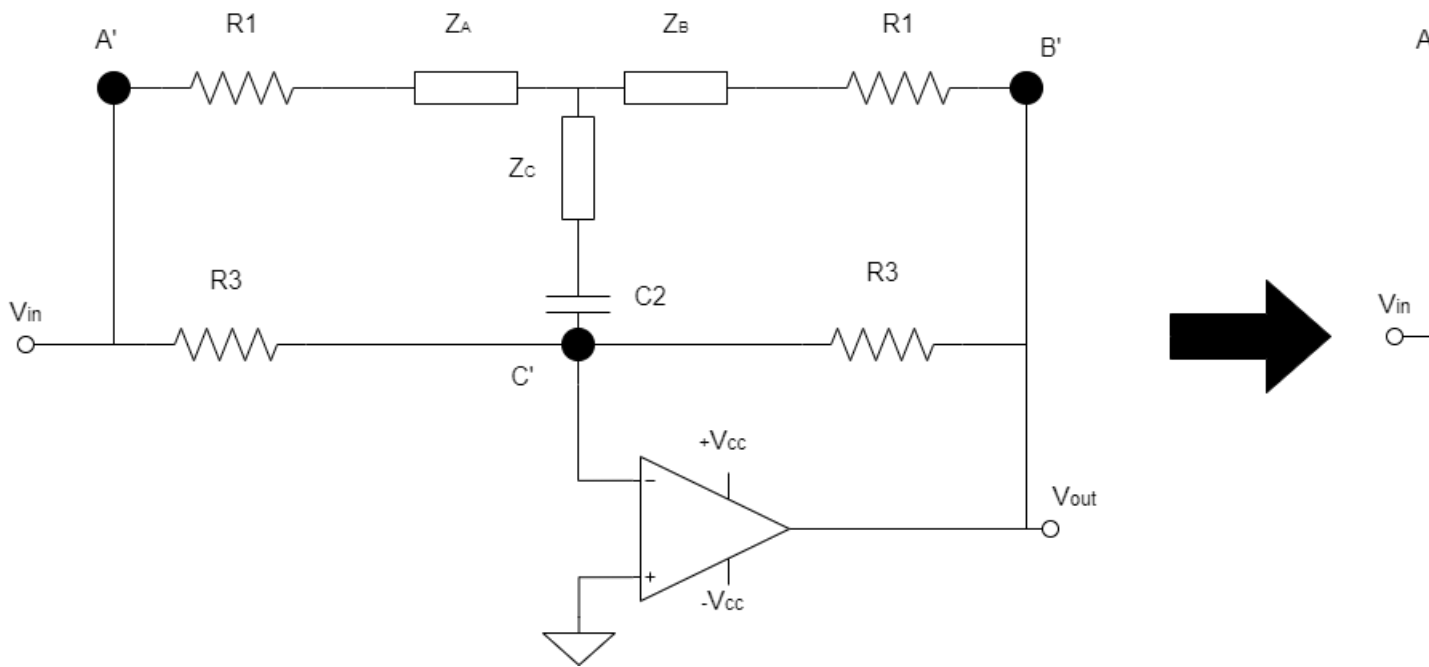 R1
ZA
ZB
R1
A'
B'
A
ZC
R3
R3
C2
Vin
Vin
C'
+Vcc
−
Vout
+
-Vcc